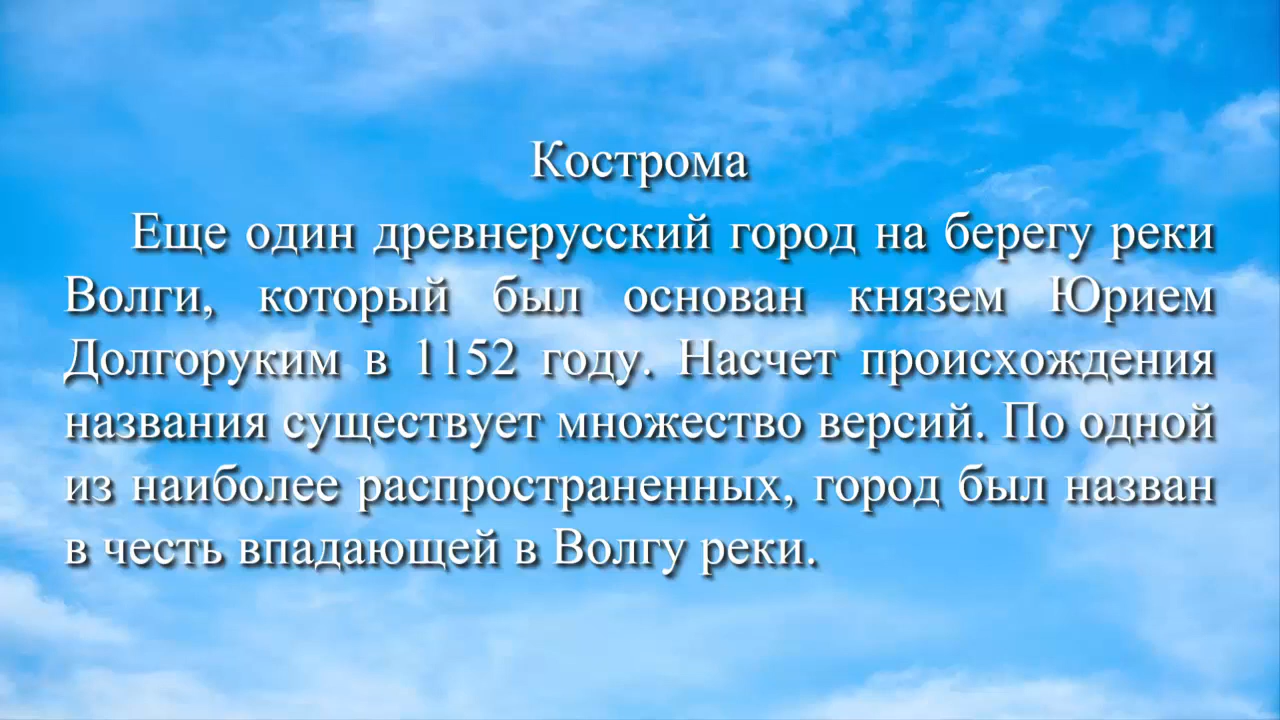 Кострома
Еще один древнерусский город на берегу реки
Волги, который был основан князем Юрием
Долгоруким в 1152 году. Насчет происхождения
названия существует множество версий. По одной
из наиболее распространенных, город был назван
в честь впадающей в Волгу реки.